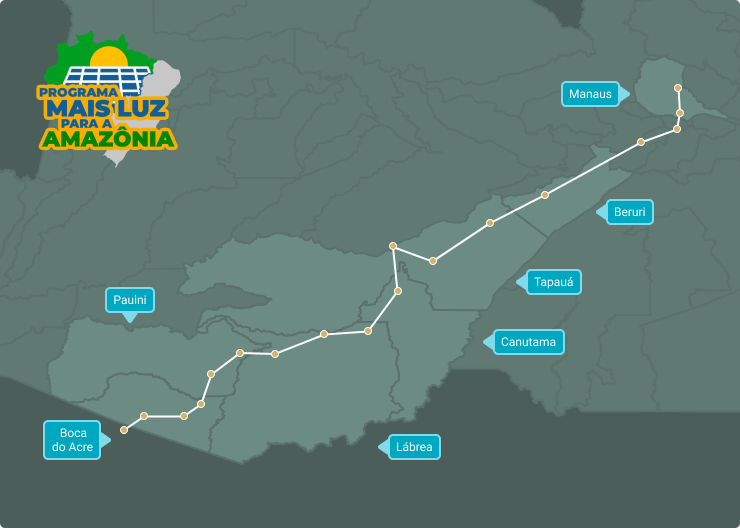 PROGRAMA
MAIS LUZ
PARA A
AMAZÔNIA
Manaus
Beruri
Tapauá
Pauini
Canutama
Boca
do Acre
Lábrea